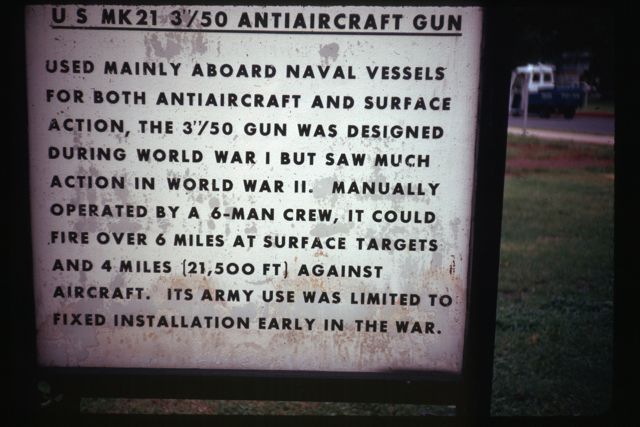 U S MK21 3"/50 ANTIAIRCRAFT GUN
USED MAINLY ABOARD NAVAL VESSELS
FOR BOTH ANTIAIRCRAFT AND SURFACE
ACTION, THE 3"/50 GUN WAS DESIGNED
DURING WORLD WAR I BUT SAW MUCH
ACTION IN WORLD WAR II. MANUALLY
OPERATED BY A 6-MAN CREW, IT COULD
FIRE OVER 6 MILES AT SURFACE TARGETS
AND 4 MILES (21,500 FT) AGAINST
AIRCRAFT. ITS ARMY USE WAS LIMITED TO
FIXED INSTALLATION EARLY IN THE WAR.